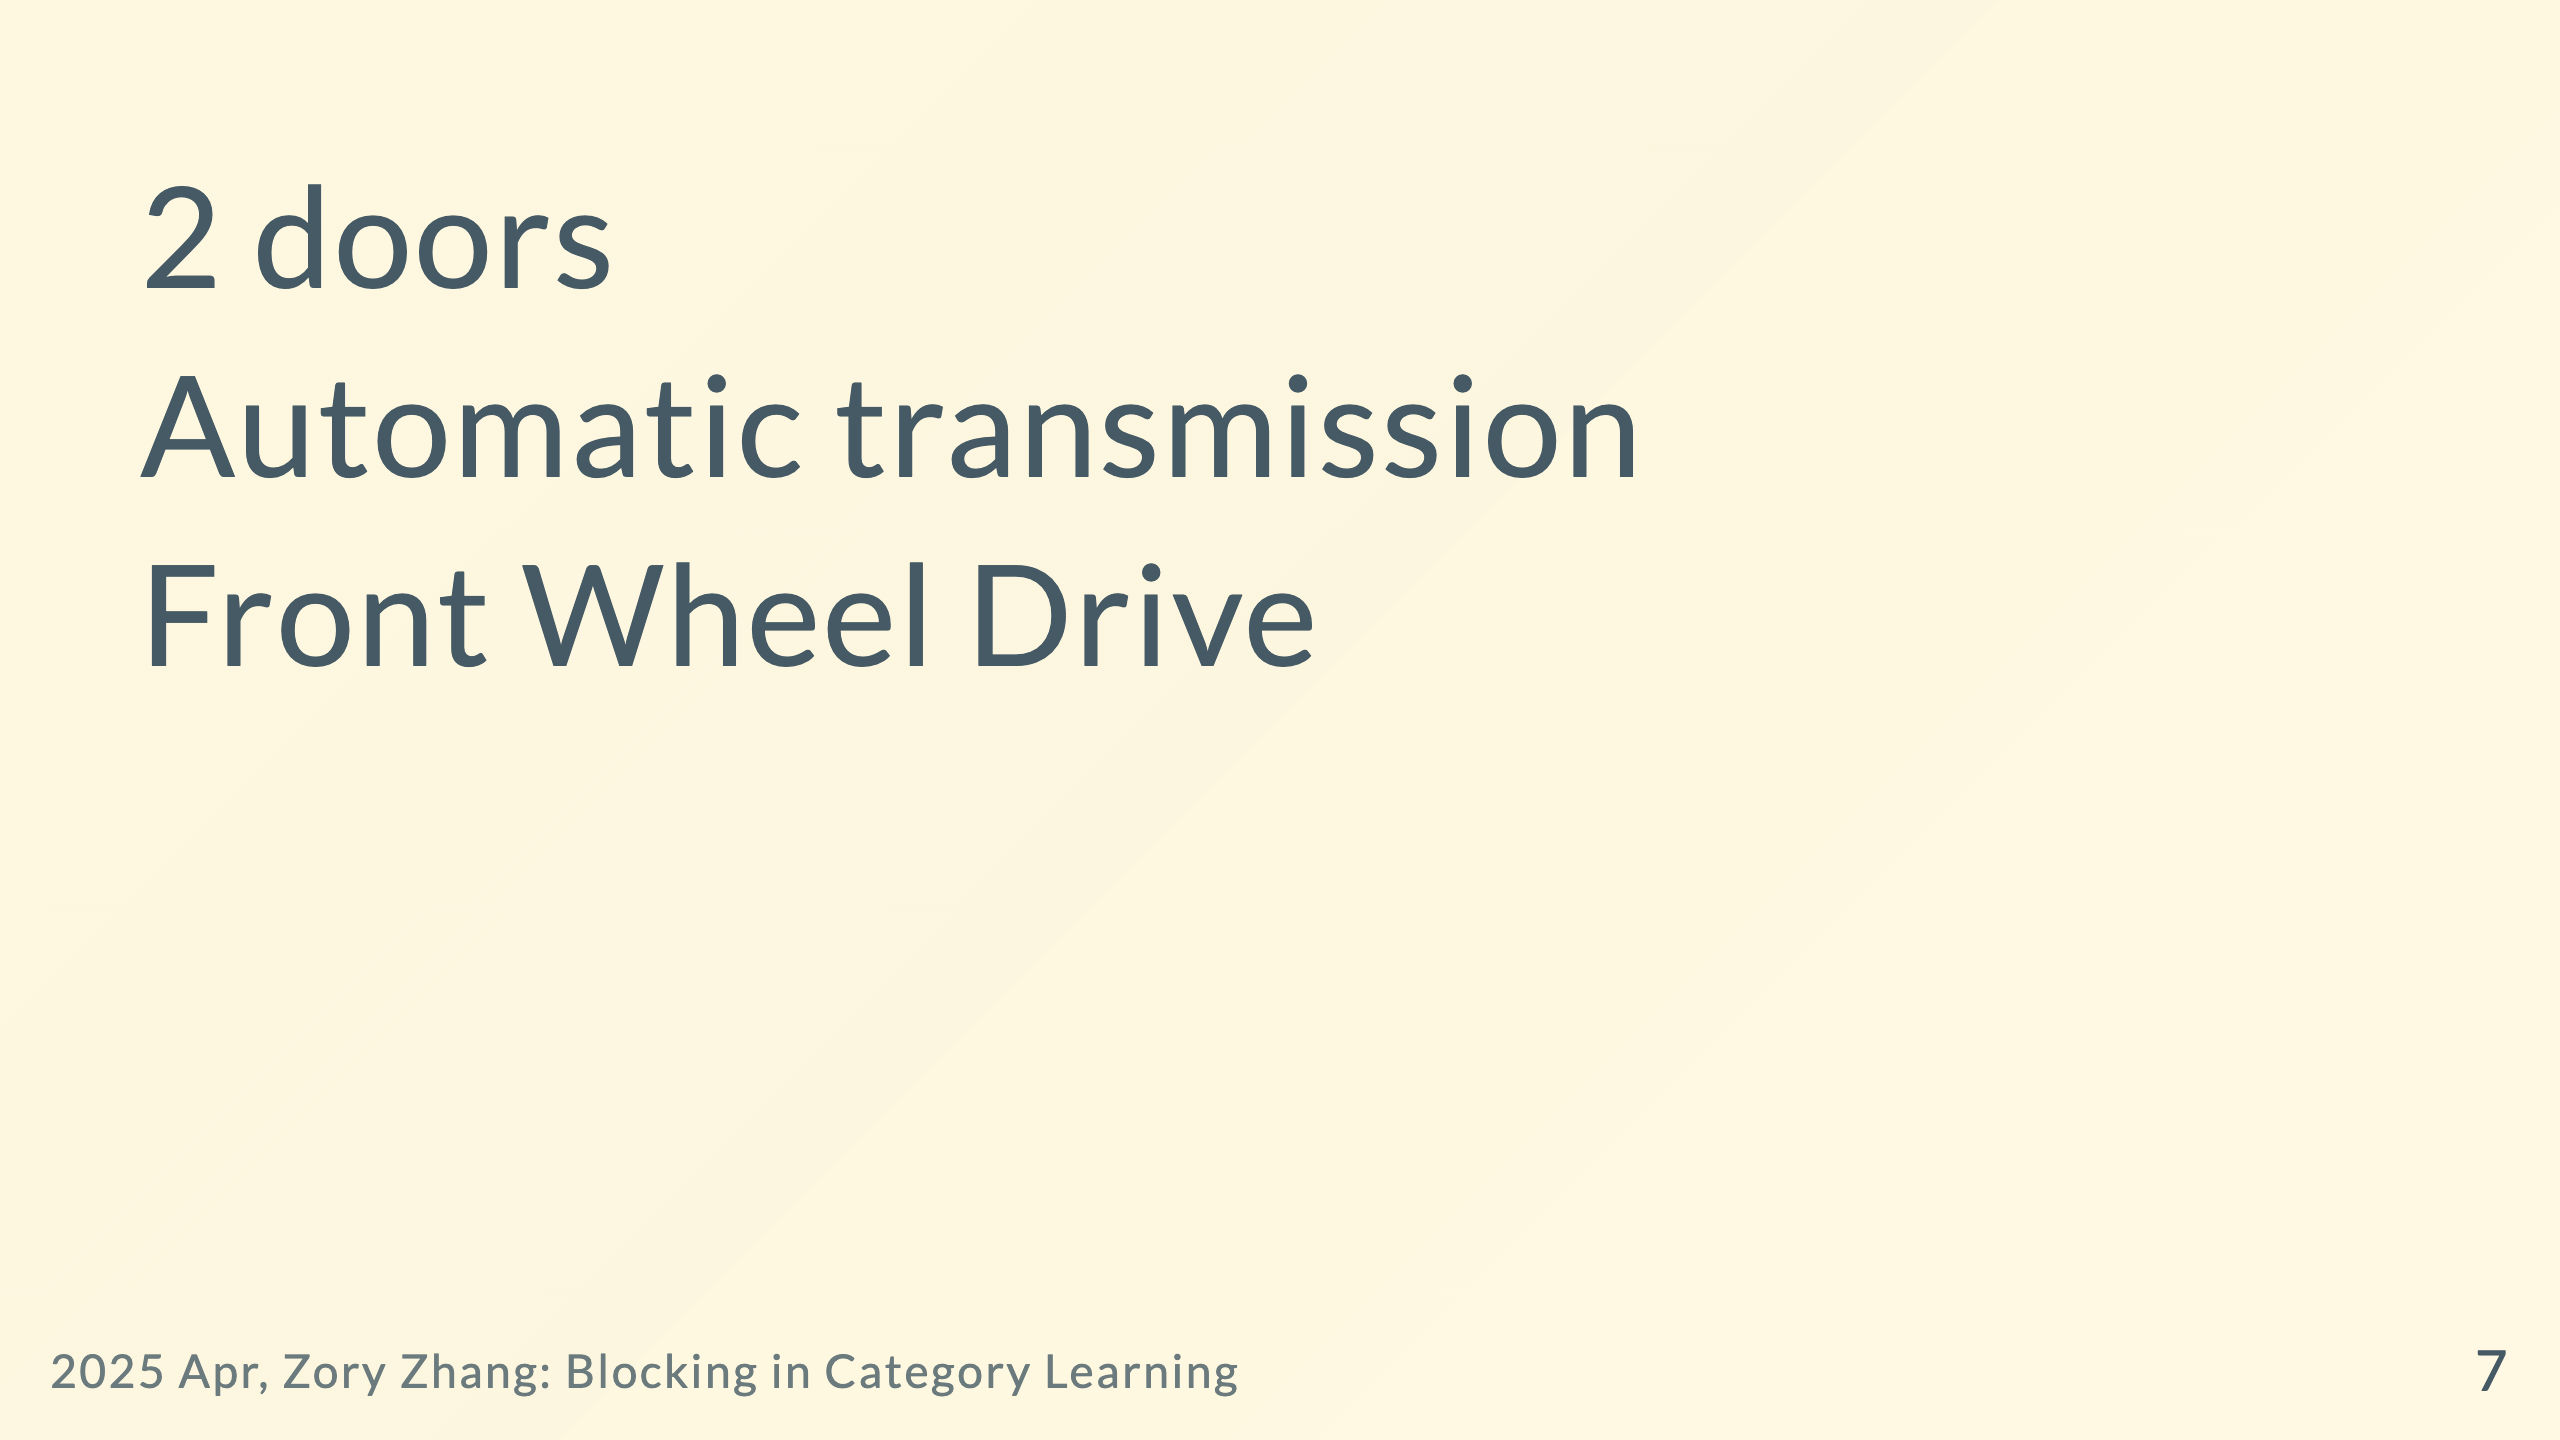 2 doors
Automatic transmission
Front Wheel Drive
2025 Apr, Zory Zhang: Blocking in Category Learning
7